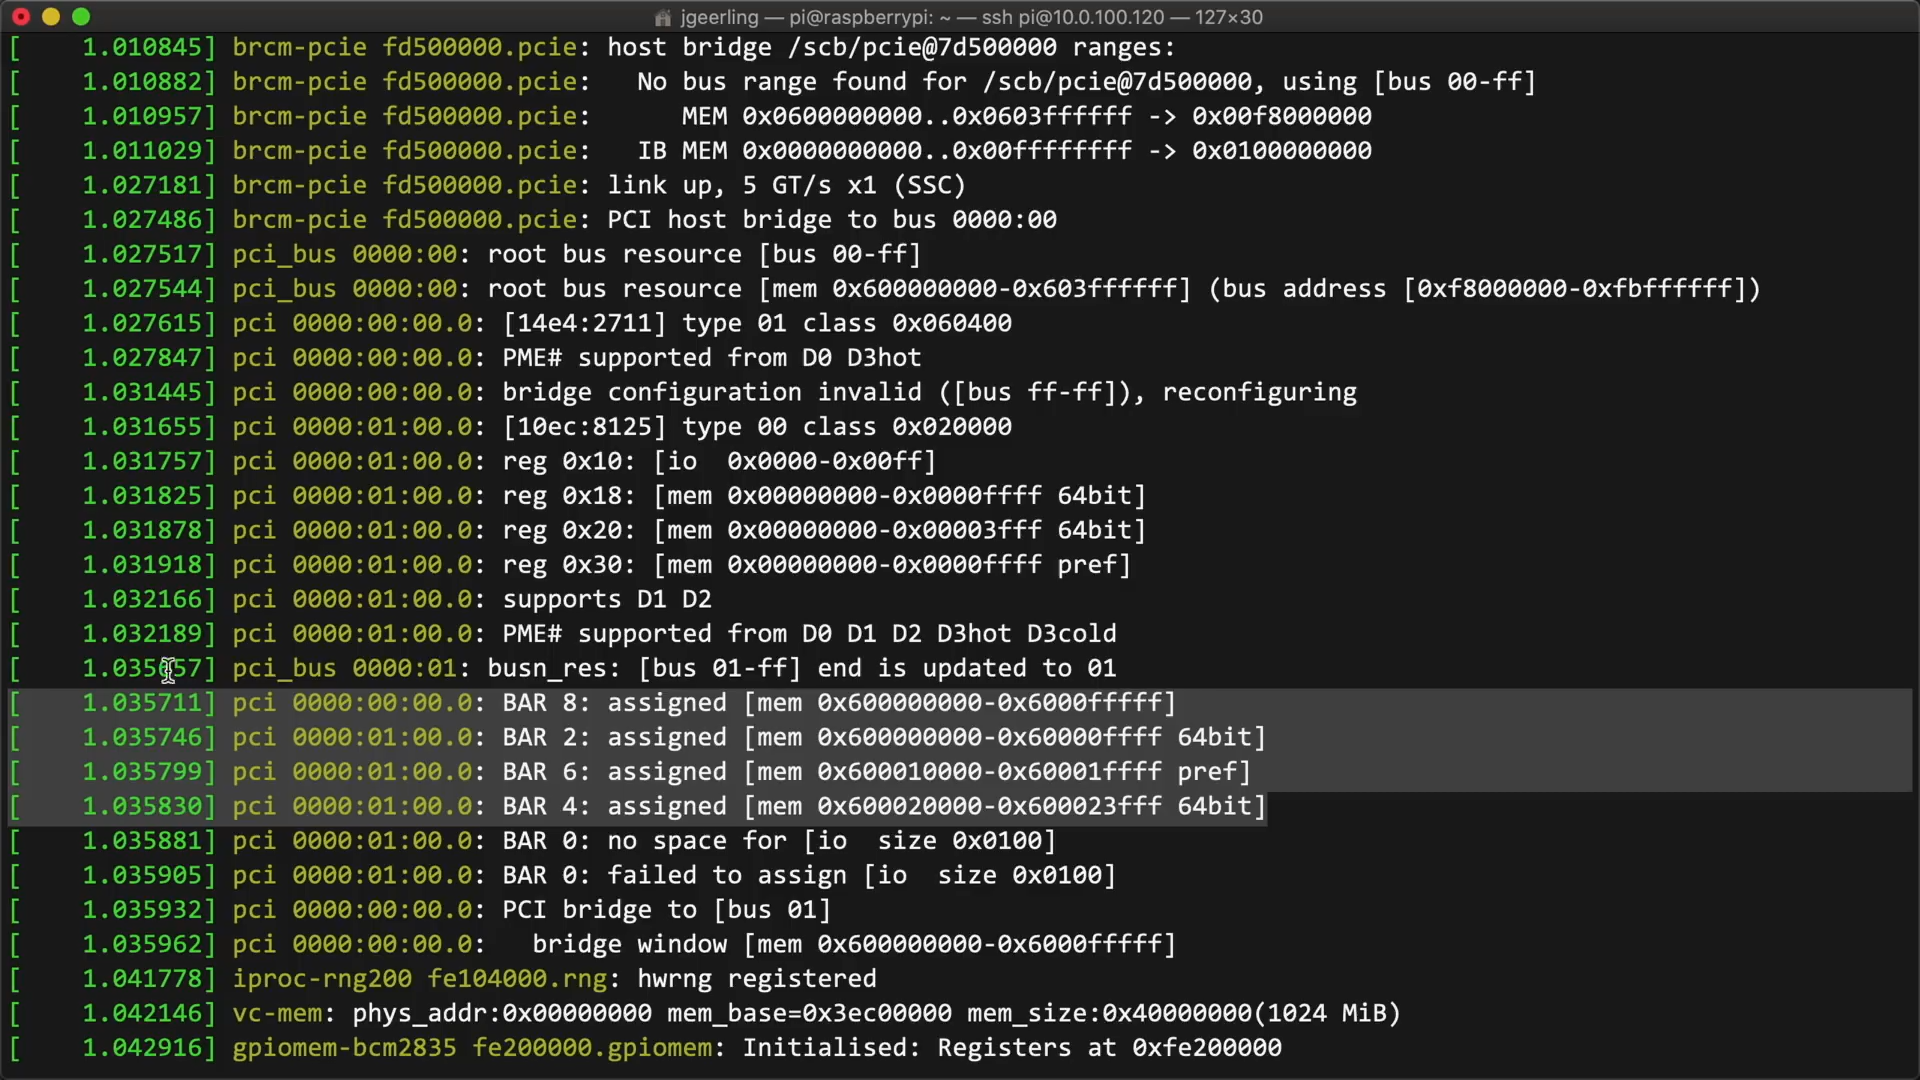 jgeerling — pi@raspberrypi: ~ — ssh pi@10.0.100.120 — 127×30
[    1.010845] brcm-pcie fd500000.pcie: host bridge /scb/pcie@7d500000 ranges:
[    1.010882] brcm-pcie fd500000.pcie:   No bus range found for /scb/pcie@7d500000, using [bus 00-ff]
[    1.010957] brcm-pcie fd500000.pcie:      MEM 0x0600000000..0x0603ffffff -> 0x00f8000000
[    1.011029] brcm-pcie fd500000.pcie:   IB MEM 0x0000000000..0x00ffffffff -> 0x0100000000
[    1.027181] brcm-pcie fd500000.pcie: link up, 5 GT/s x1 (SSC)
[    1.027486] brcm-pcie fd500000.pcie: PCI host bridge to bus 0000:00
[    1.027517] pci_bus 0000:00: root bus resource [bus 00-ff]
[    1.027544] pci_bus 0000:00: root bus resource [mem 0x600000000-0x603ffffff] (bus address [0xf8000000-0xfbffffff])
[    1.027615] pci 0000:00:00.0: [14e4:2711] type 01 class 0x060400
[    1.027847] pci 0000:00:00.0: PME# supported from D0 D3hot
[    1.031445] pci 0000:00:00.0: bridge configuration invalid ([bus ff-ff]), reconfiguring
[    1.031655] pci 0000:01:00.0: [10ec:8125] type 00 class 0x020000
[    1.031757] pci 0000:01:00.0: reg 0x10: [io  0x0000-0x00ff]
[    1.031825] pci 0000:01:00.0: reg 0x18: [mem 0x00000000-0x0000ffff 64bit]
[    1.031878] pci 0000:01:00.0: reg 0x20: [mem 0x00000000-0x00003fff 64bit]
[    1.031918] pci 0000:01:00.0: reg 0x30: [mem 0x00000000-0x0000ffff pref]
[    1.032166] pci 0000:01:00.0: supports D1 D2
[    1.032189] pci 0000:01:00.0: PME# supported from D0 D1 D2 D3hot D3cold
[ pci_bus 0000:01: busn_res: [bus 01-ff] end is updated to 01
[    1.035711] pci 0000:00:00.0: BAR 8: assigned [mem 0x600000000-0x6000fffff]
[    1.035746] pci 0000:01:00.0: BAR 2: assigned [mem 0x600000000-0x60000ffff 64bit]
[    1.035799] pci 0000:01:00.0: BAR 6: assigned [mem 0x600010000-0x60001ffff pref]
[    1.035830] pci 0000:01:00.0: BAR 4: assigned [mem 0x600020000-0x600023fff 64bit]
[    1.035881] pci 0000:01:00.0: BAR 0: no space for [io  size 0x0100]
[    1.035905] pci 0000:01:00.0: BAR 0: failed to assign [io  size 0x0100]
[    1.035932] pci 0000:00:00.0: PCI bridge to [bus 01]
[    1.035962] pci 0000:00:00.0:   bridge window [mem 0x600000000-0x6000fffff]
[    1.041778] iproc-rng200 fe104000.rng: hwrng registered
[    1.042146] vc-mem: phys_addr:0x00000000 mem_base=0x3ec00000 mem_size:0x40000000(1024 MiB)
[    1.042916] gpiomem-bcm2835 fe200000.gpiomem: Initialised: Registers at 0xfe200000